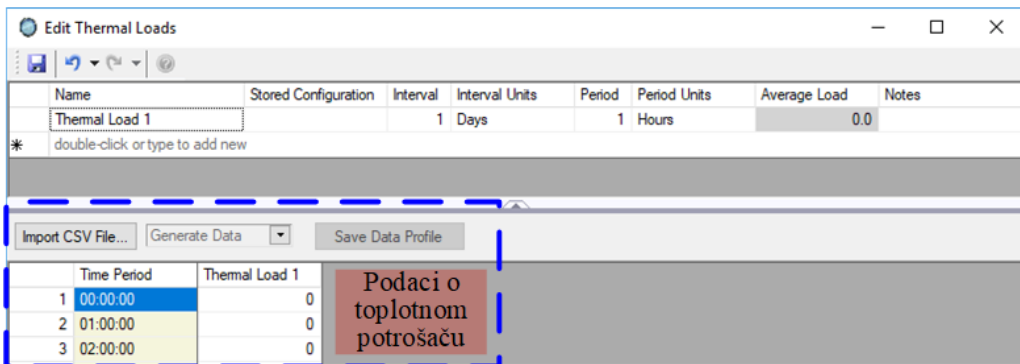 Edit Thermal Loads
Name Stored Configuration Interval Interval Units Period Period Units Average Load Notes
Thermal Load 1 1 Days 1 Hours 0.0
* double-click or type to add new
Import CSV File... Generate Data Save Data Profile
Time Period Thermal Load 1
1 00:00:00 0
2 01:00:00 0
3 02:00:00 0
Podaci o
toplotnom
potrošaču